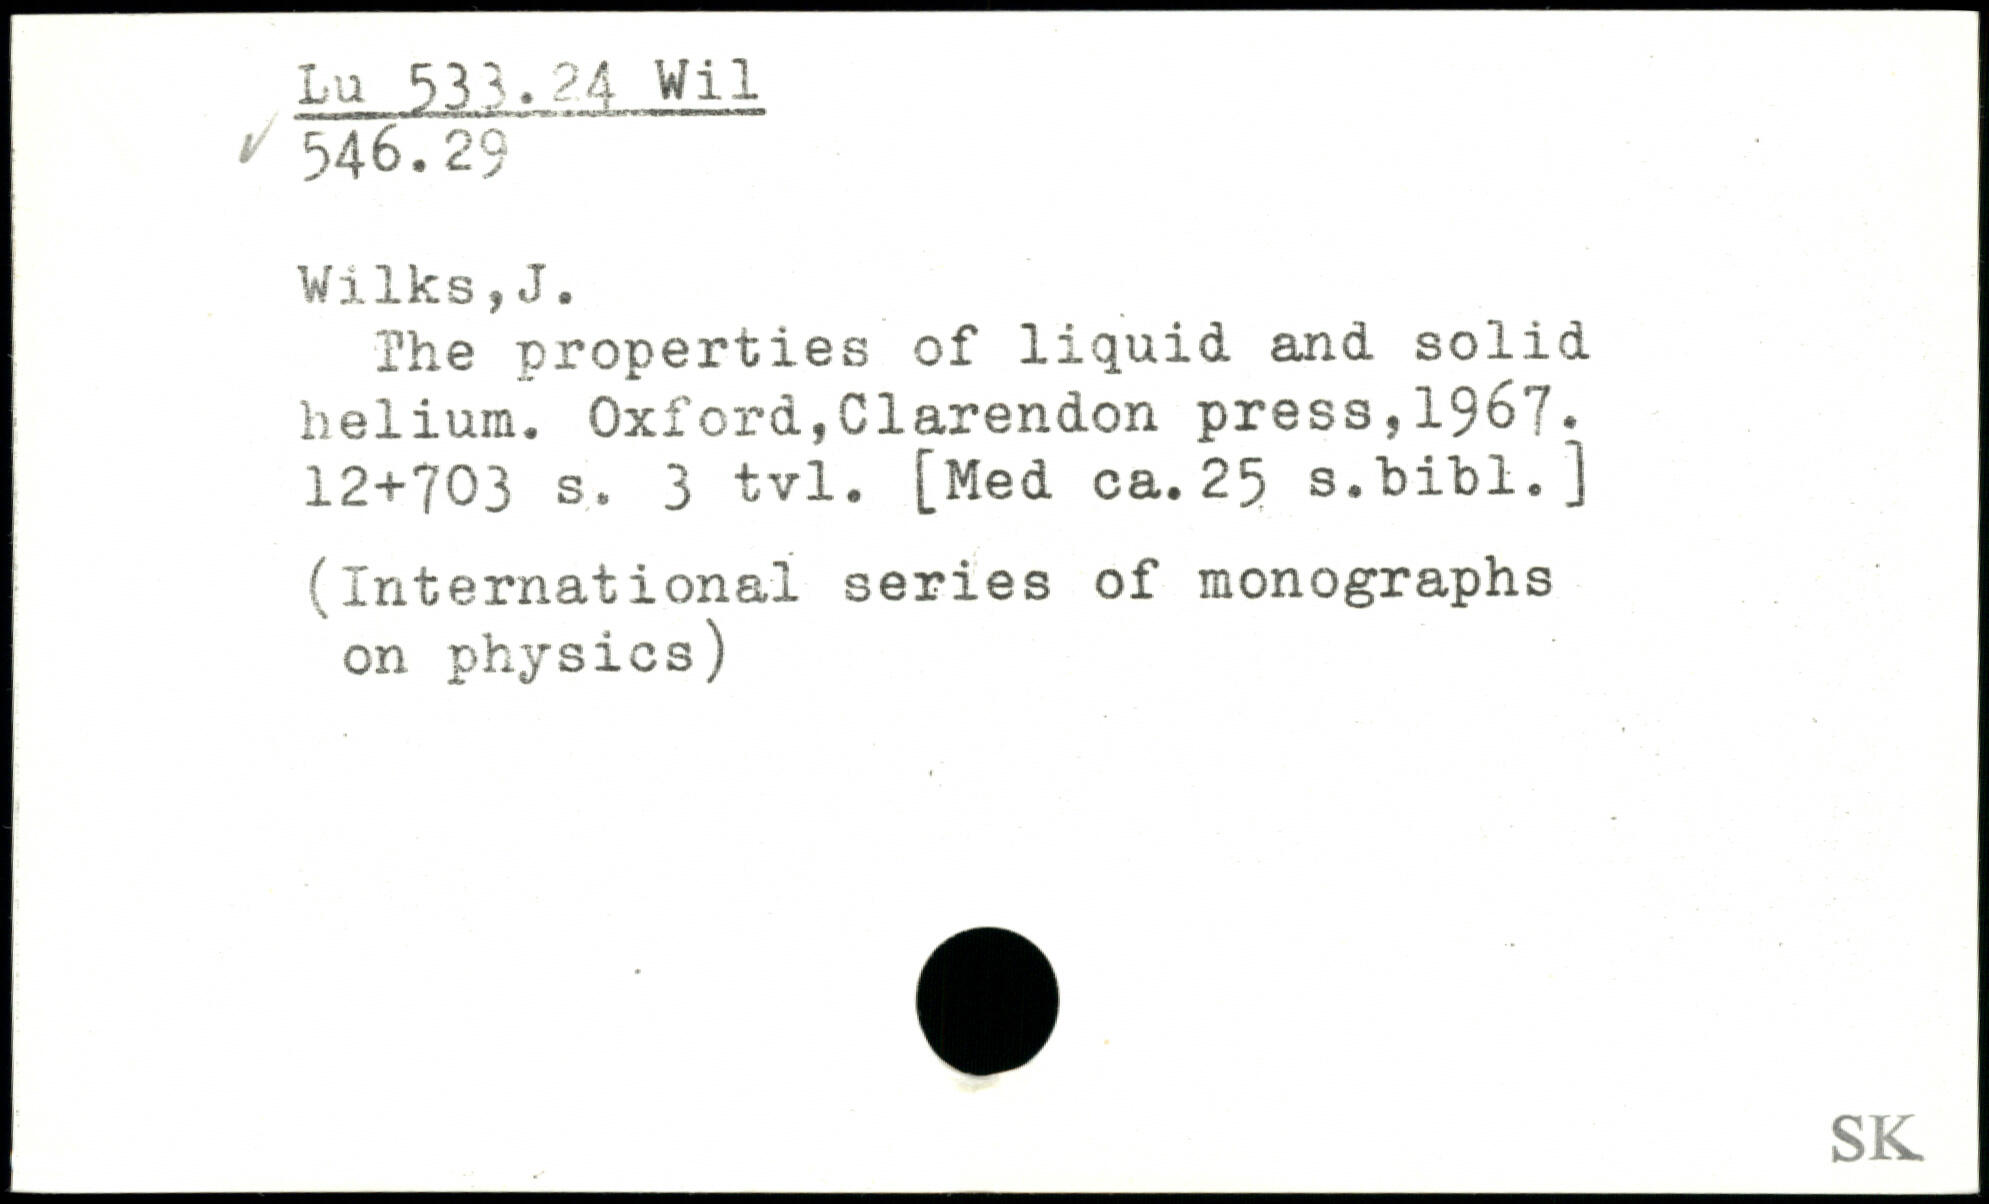 Lu 533.24 Wil
✓ 546.29
Wilks,J.
The properties of liquid and solid
helium. Oxford,Clarendon press,1967.
12+703 s. 3 tvl. [Med ca.25 s.bibl.]
(International series of monographs
on physics)
SK